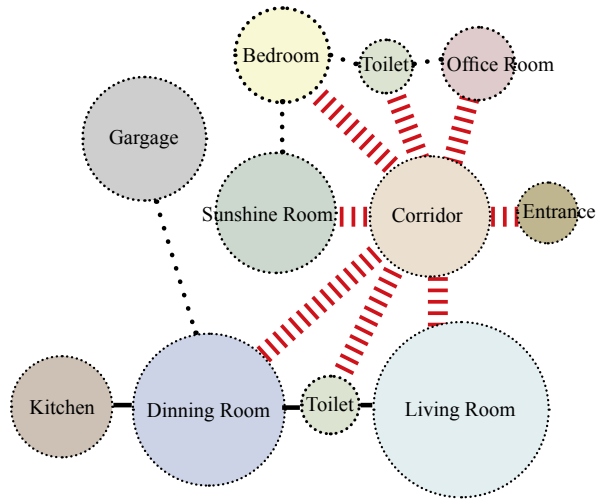 Bedroom
Toilet
Office Room
Gargage
Sunshine Room
Corridor
Entrance
Kitchen
Dinning Room
Toilet
Living Room